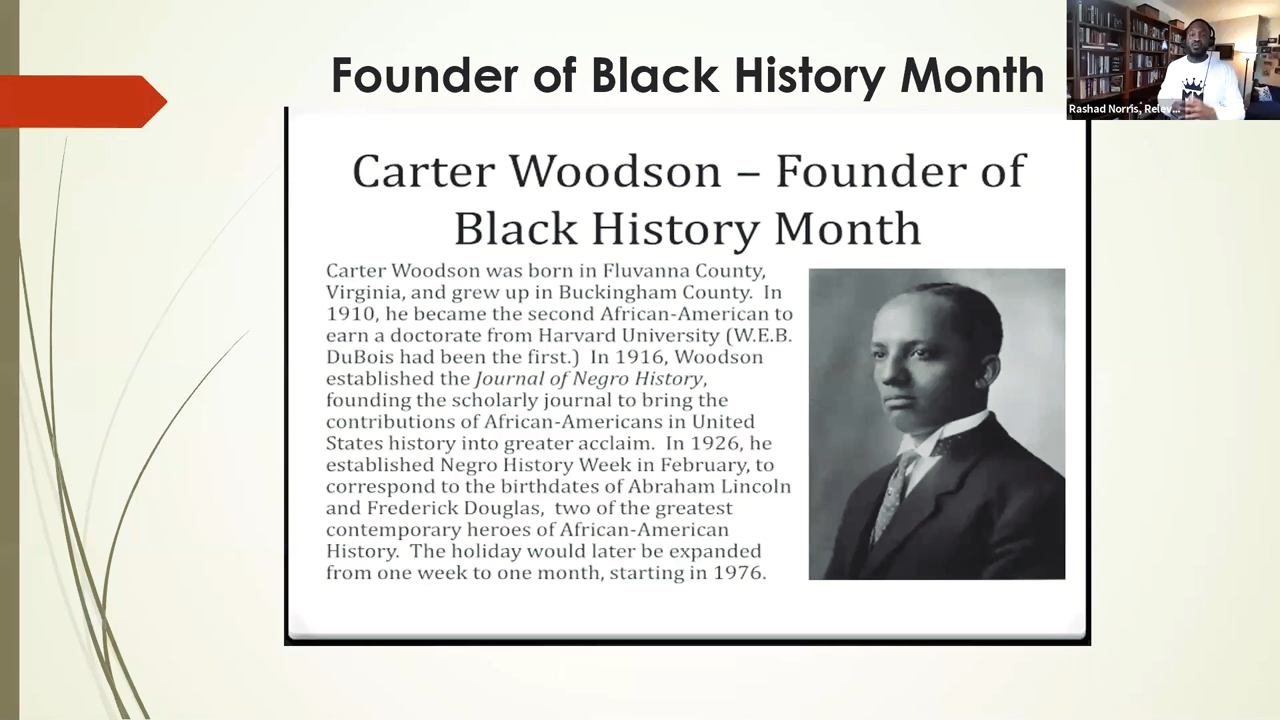 Founder of Black History Month
Rashad Norris, Relev...
Carter Woodson – Founder of
Black History Month
Carter Woodson was born in Fluvanna County,
Virginia, and grew up in Buckingham County. In
1910, he became the second African-American to
earn a doctorate from Harvard University (W.E.B.
DuBois had been the first.) In 1916, Woodson
established the Journal of Negro History,
founding the scholarly journal to bring the
contributions of African-Americans in United
States history into greater acclaim. In 1926, he
established Negro History Week in February, to
correspond to the birthdates of Abraham Lincoln
and Frederick Douglas, two of the greatest
contemporary heroes of African-American
History. The holiday would later be expanded
from one week to one month, starting in 1976.